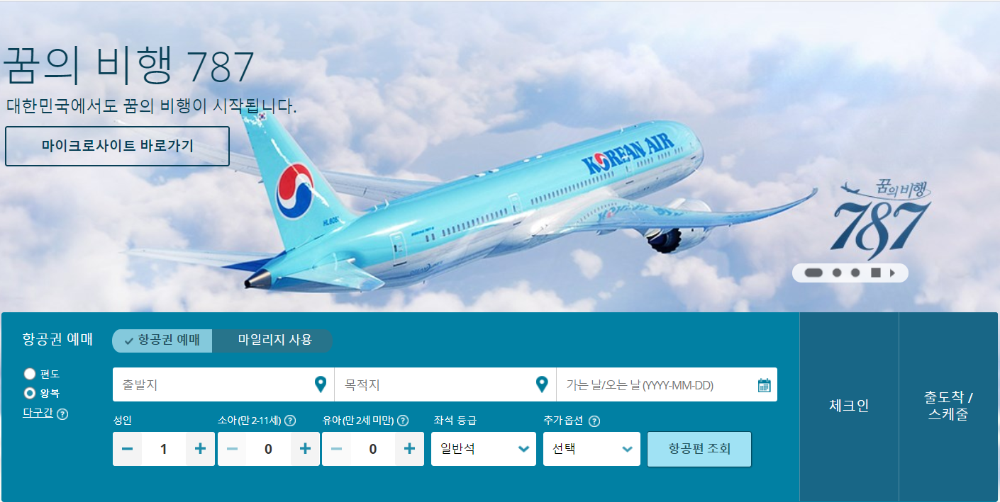 꿈의 비행 787
대한민국에서도 꿈의 비행이 시작됩니다.
마이크로사이트 바로가기
KOREAN AIR
꿈의 비행
787
항공권 예매
항공권 예매
마일리지 사용
편도
왕복
다구간 ?
출발지
목적지
가는 날/오는 날 (YYYY-MM-DD)
성인
소아(만 2-11세) ?
유아(만 2세 미만) ?
좌석 등급
추가 옵션 ?
− 1 +
− 0 +
− 0 +
일반석
선택
항공편 조회
체크인
출도착 /
스케줄